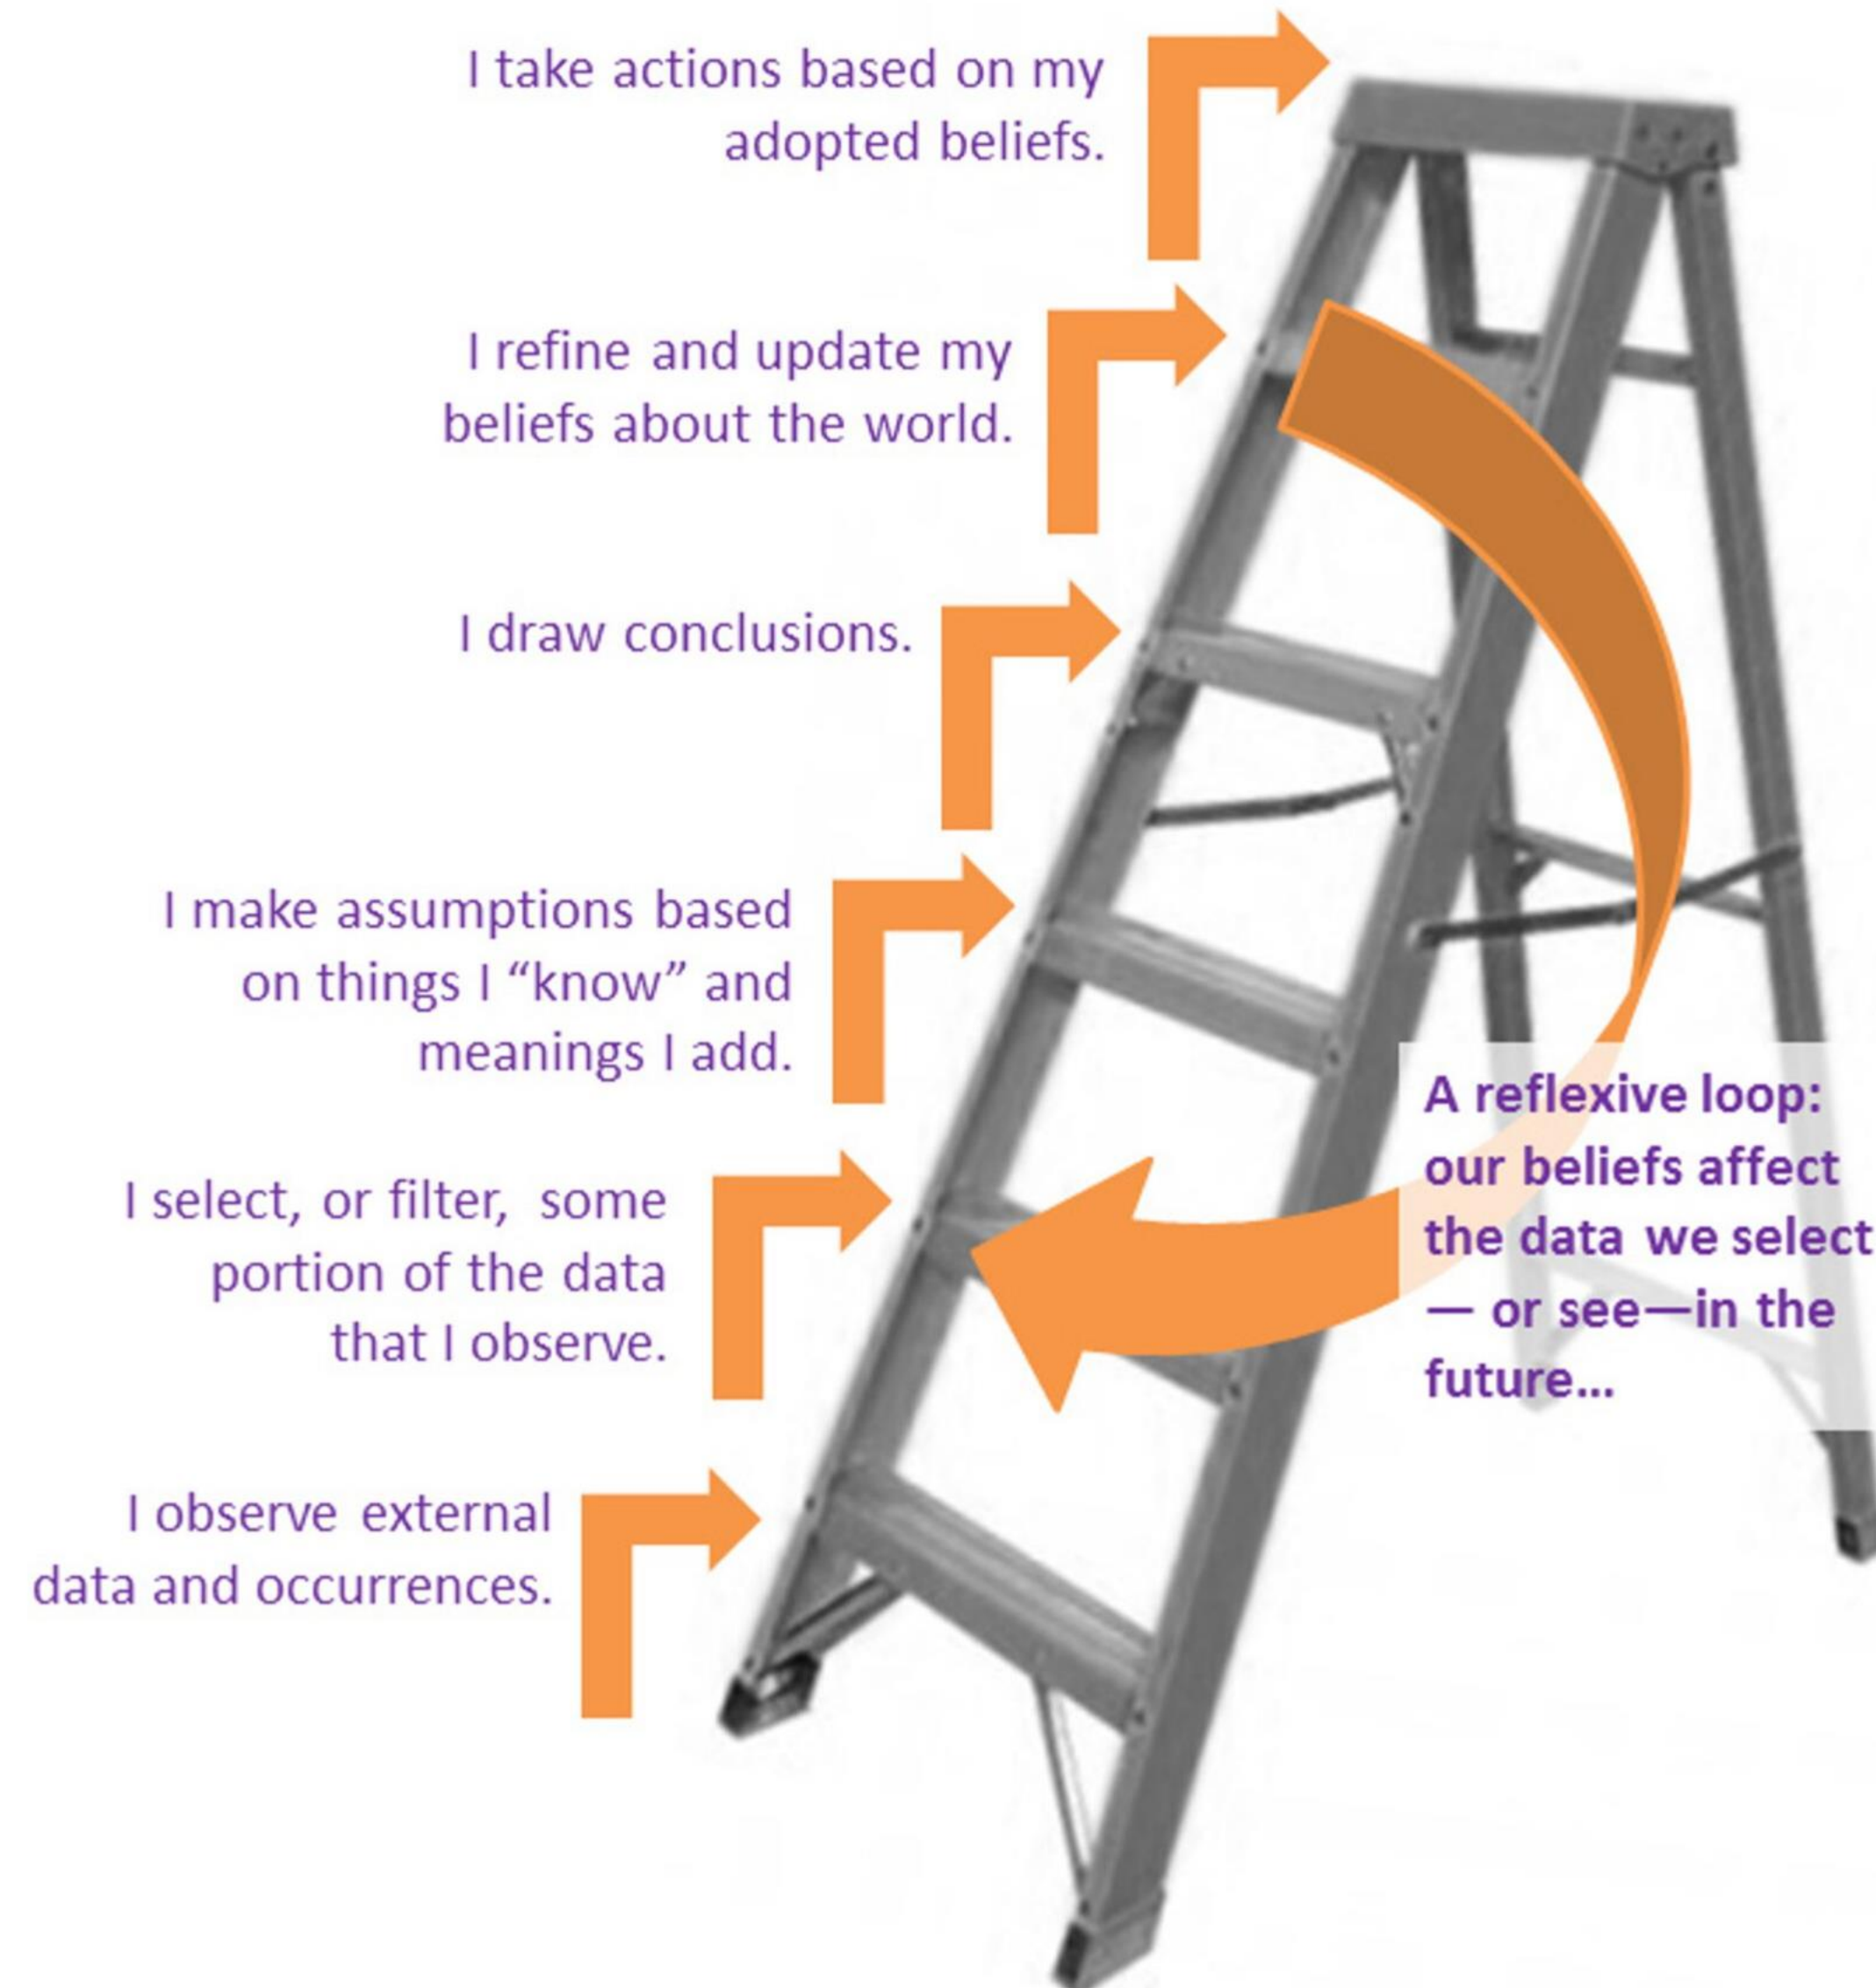 I take actions based on my
adopted beliefs.
I refine and update my
beliefs about the world.
I draw conclusions.
I make assumptions based
on things I “know” and
meanings I add.
I select, or filter, some
portion of the data
that I observe.
I observe external
data and occurrences.
A reflexive loop:
our beliefs affect
the data we select
— or see—in the
future...